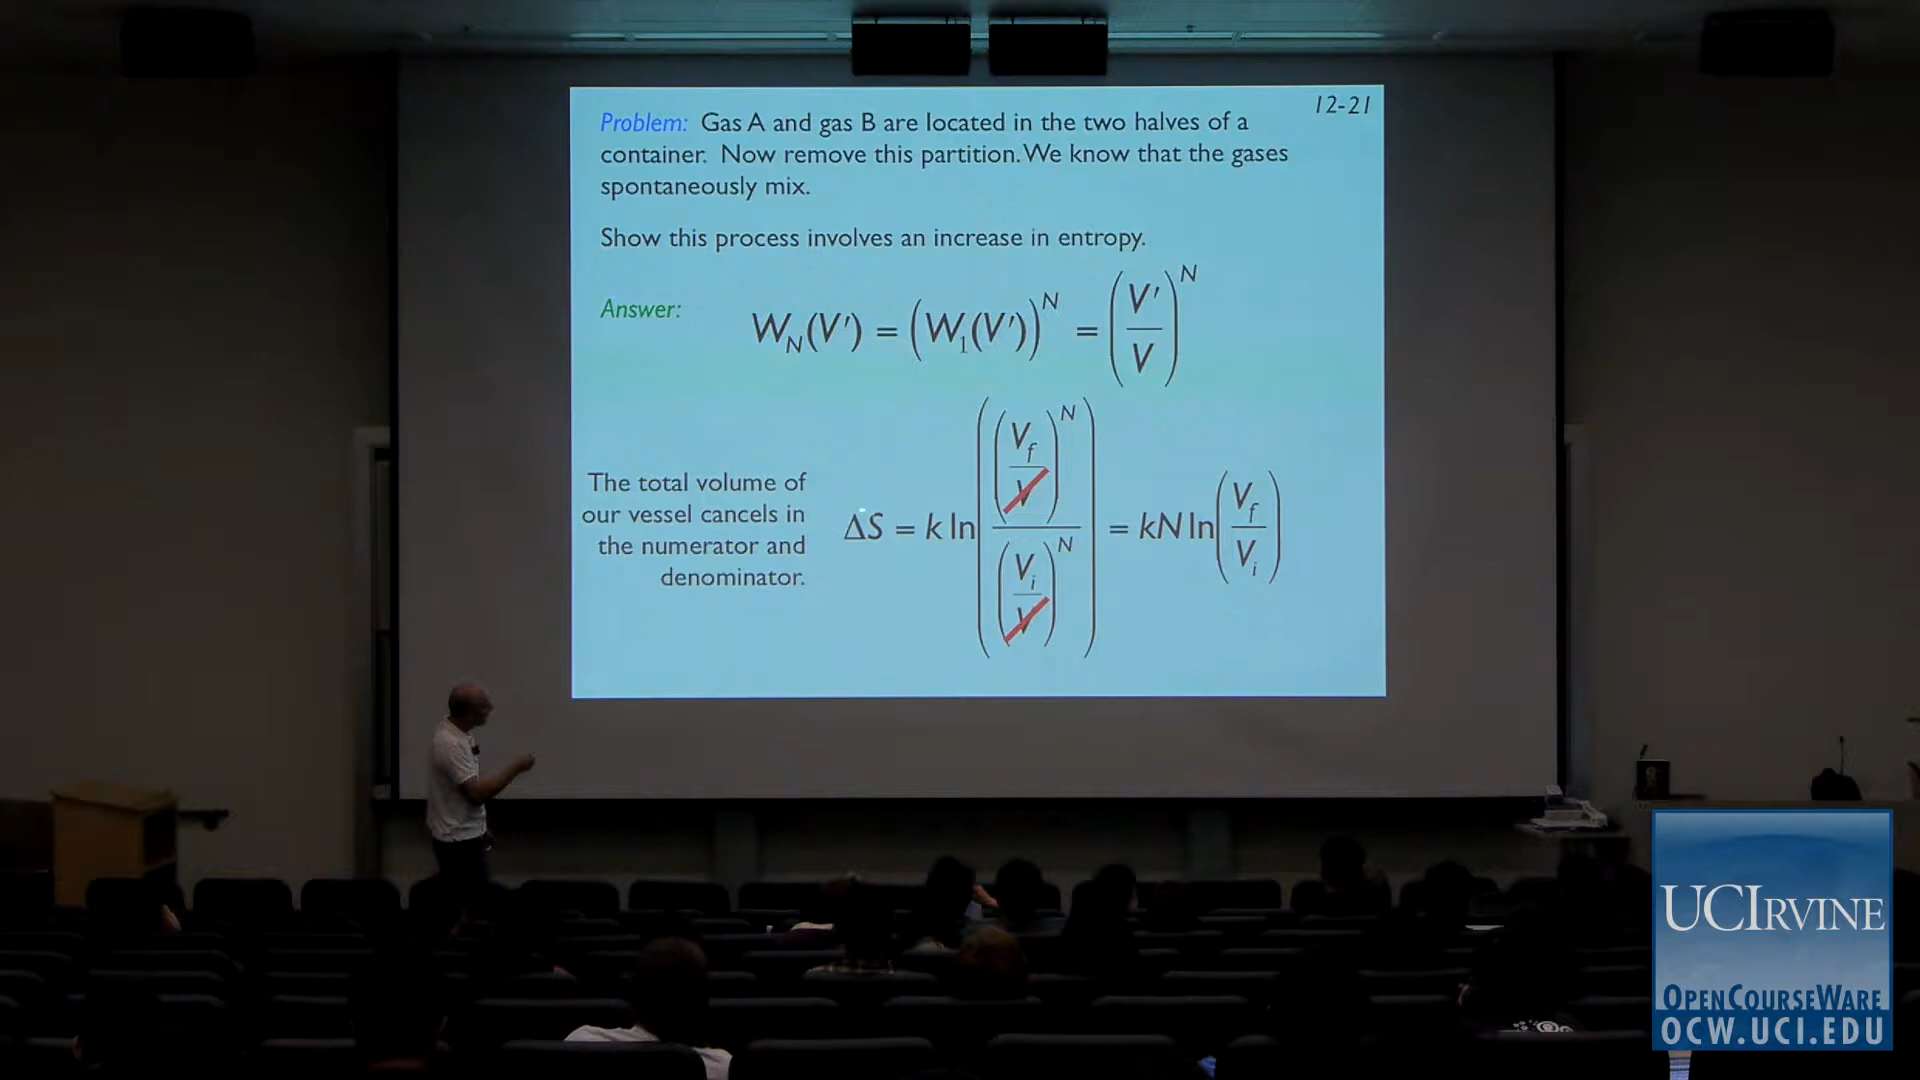 12-21
Problem: Gas A and gas B are located in the two halves of a
container. Now remove this partition. We know that the gases
spontaneously mix.
Show this process involves an increase in entropy.
Answer:
W_N(V′) = (W_1(V′))^N = (V′/V)^N
The total volume of
our vessel cancels in
the numerator and
denominator.
ΔS = k ln(((V_f/V)^N)/((V_i/V)^N)) = kN ln(V_f/V_i)
UCIRVINE
OPENCOURSEWARE
OCW.UCI.EDU